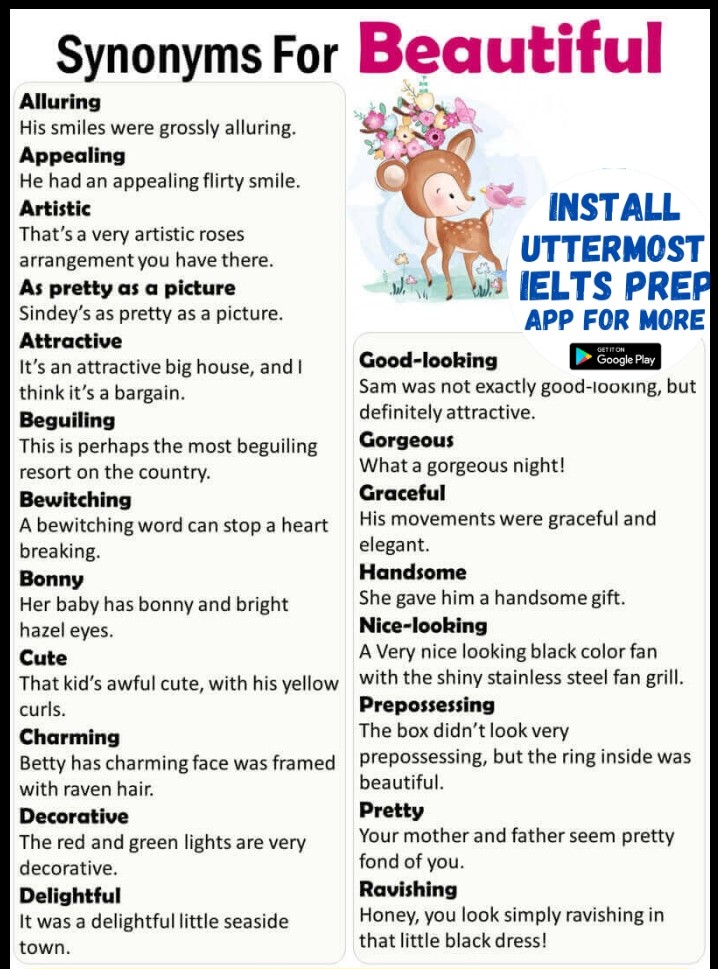 Synonyms For Beautiful
Alluring
His smiles were grossly alluring.
Appealing
He had an appealing flirty smile.
Artistic
That's a very artistic roses
arrangement you have there.
As pretty as a picture
Sindey's as pretty as a picture.
Attractive
It's an attractive big house, and I
think it's a bargain.
Beguiling
This is perhaps the most beguiling
resort on the country.
Bewitching
A bewitching word can stop a heart
breaking.
Bonny
Her baby has bonny and bright
hazel eyes.
Cute
That kid's awful cute, with his yellow
curls.
Charming
Betty has charming face was framed
with raven hair.
Decorative
The red and green lights are very
decorative.
Delightful
It was a delightful little seaside
town.
INSTALL
UTTERMOST
IELTS PREP
APP FOR MORE
GET IT ON
Google Play
Good-looking
Sam was not exactly good-looking, but
definitely attractive.
Gorgeous
What a gorgeous night!
Graceful
His movements were graceful and
elegant.
Handsome
She gave him a handsome gift.
Nice-looking
A Very nice looking black color fan
with the shiny stainless steel fan grill.
Prepossessing
The box didn't look very
prepossessing, but the ring inside was
beautiful.
Pretty
Your mother and father seem pretty
fond of you.
Ravishing
Honey, you look simply ravishing in
that little black dress!